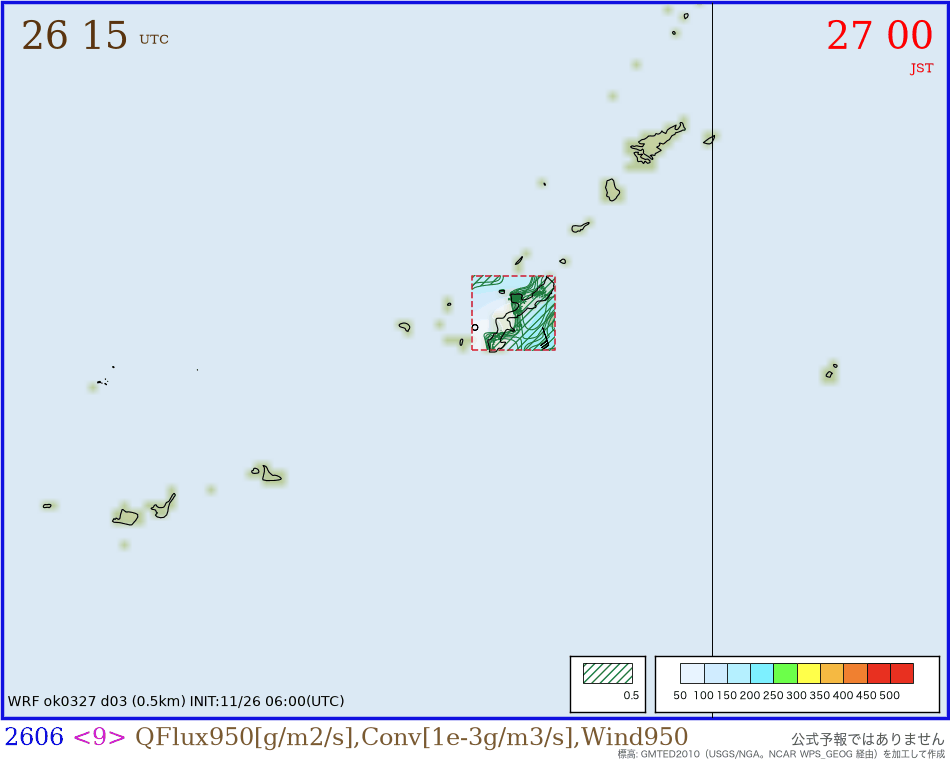 26 15 UTC
27 00
JST
0.5
50 100 150 200 250 300 350 400 450 500
WRF ok0327 d03 (0.5km) INIT:11/26 06:00(UTC)
2606 <9> QFlux950[g/m2/s],Conv[1e-3g/m3/s],Wind950
公式予報ではありません
標高: GMTED2010（USGS/NGA。NCAR WPS_GEOG 経由）を加工して作成